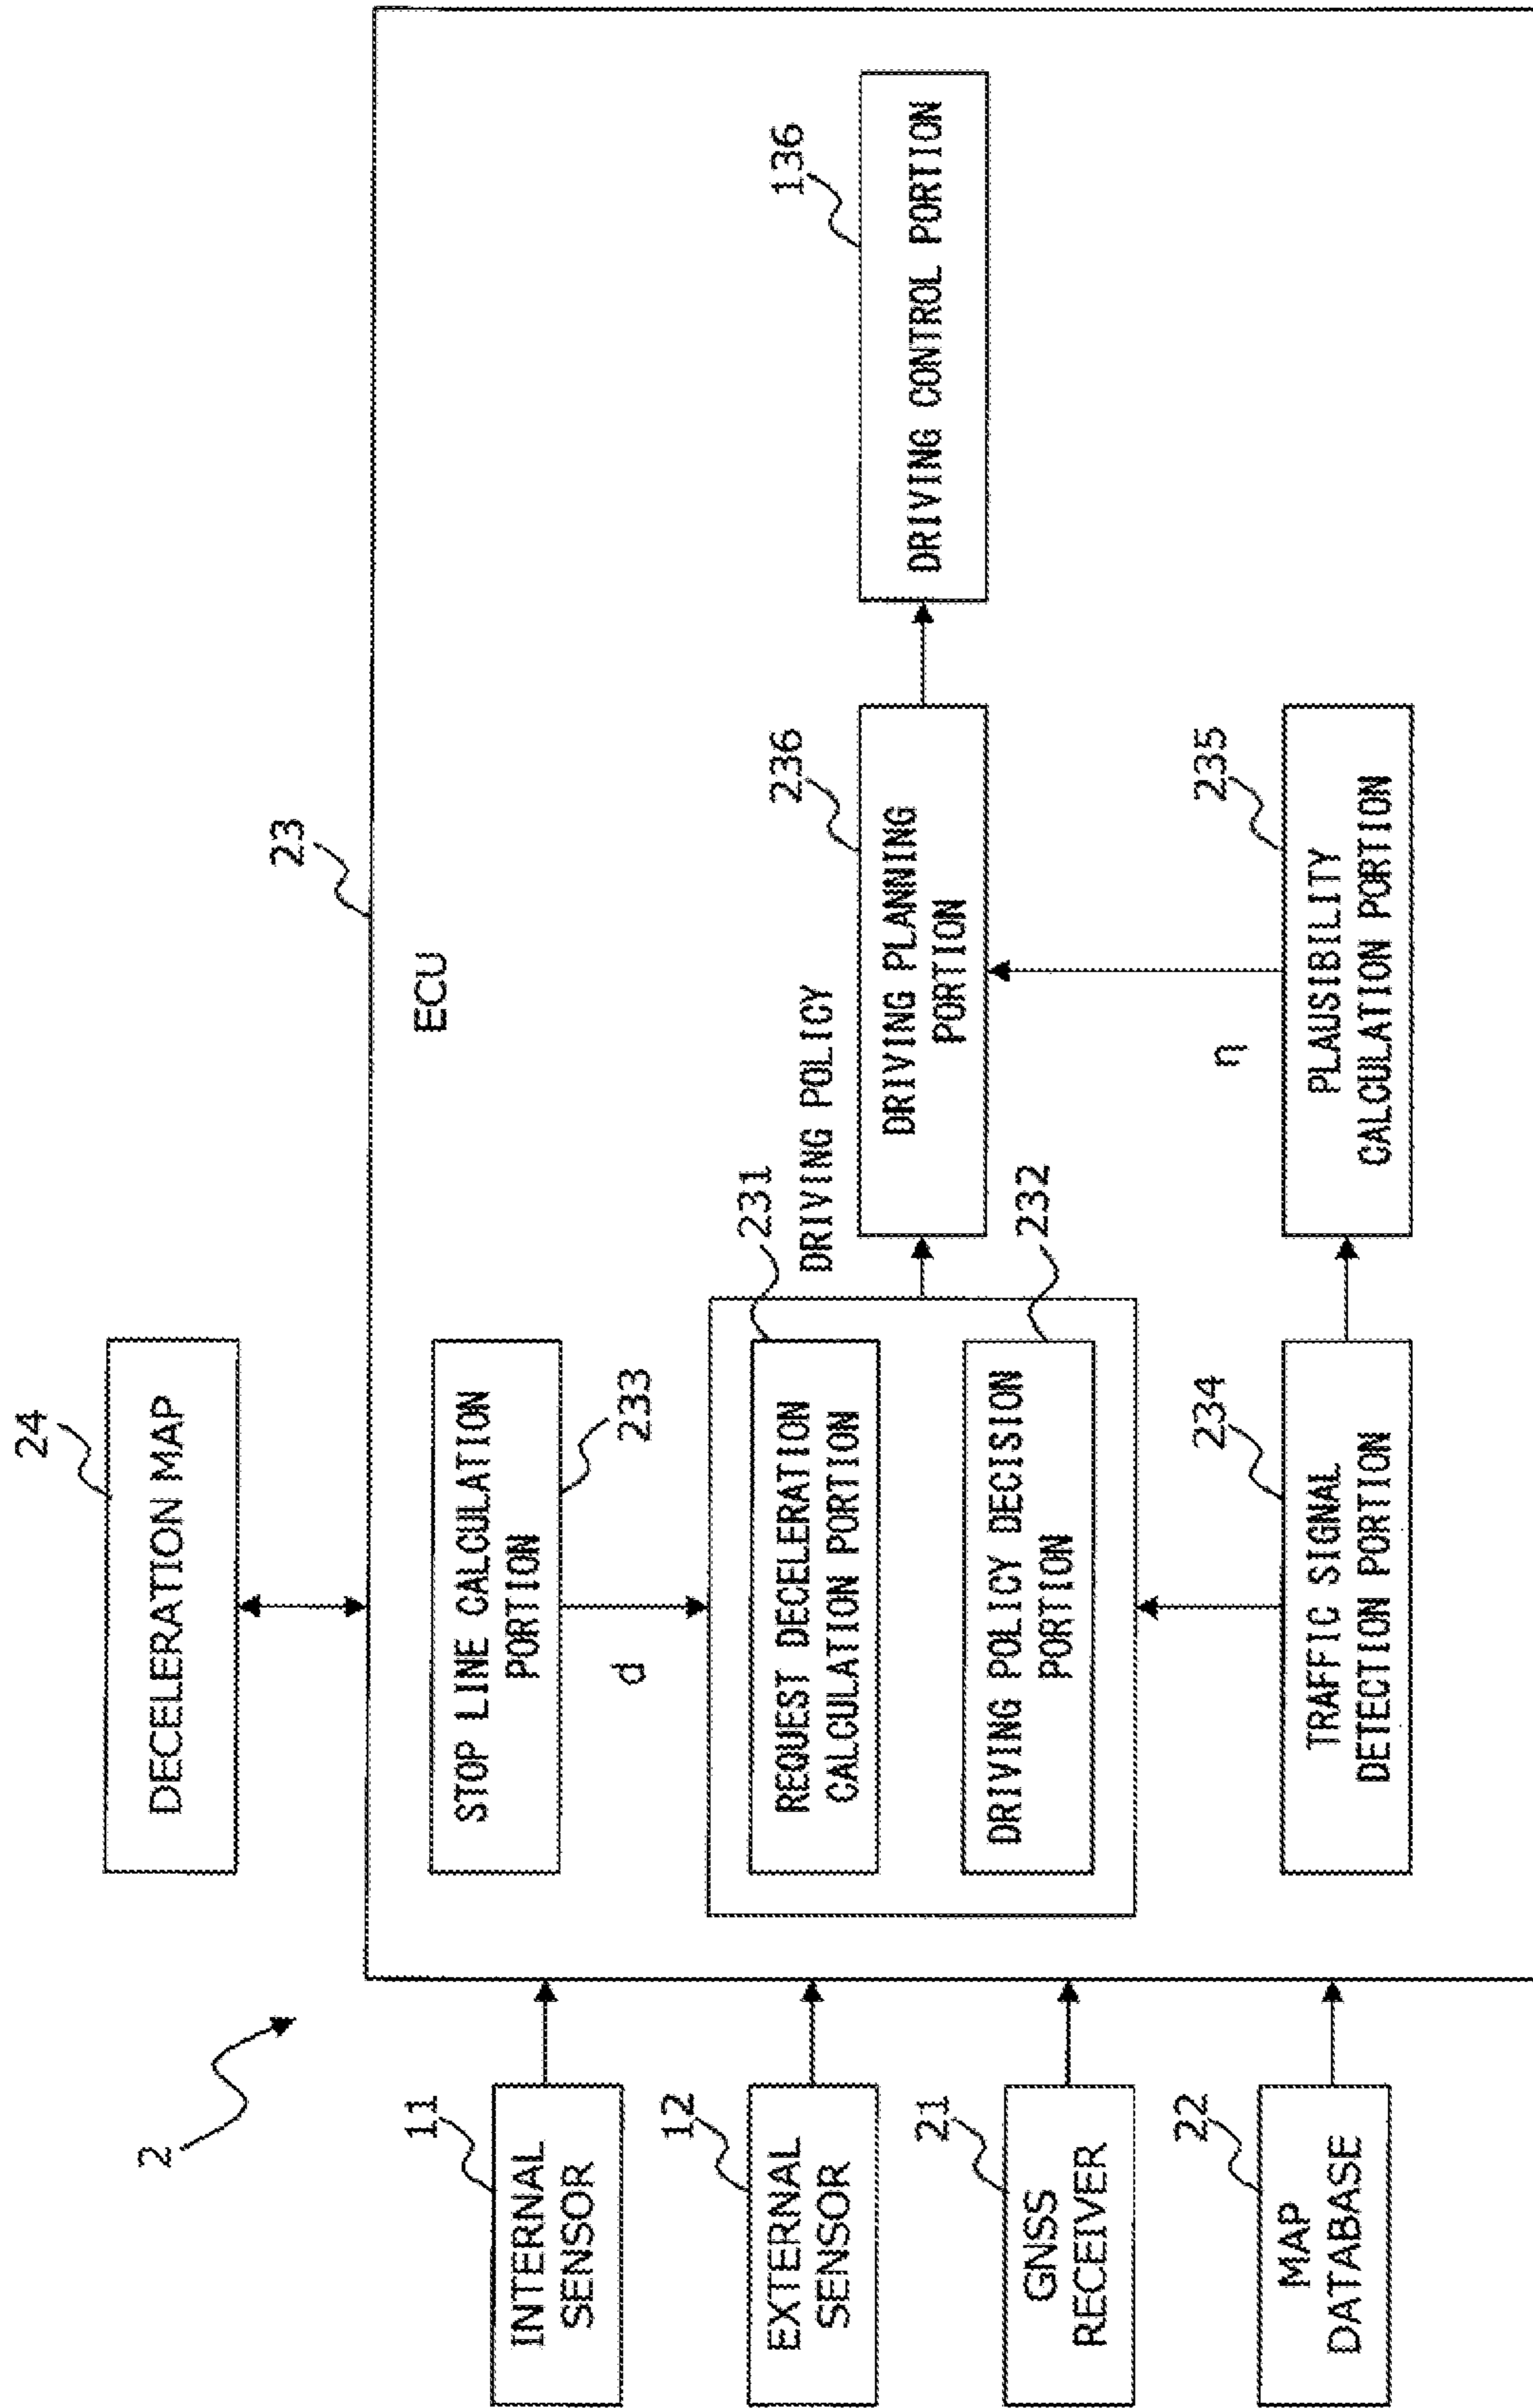 2
24
DECELERATION MAP
23
ECU
11
INTERNAL
SENSOR
12
EXTERNAL
SENSOR
21
GNSS
RECEIVER
22
MAP
DATABASE
STOP LINE CALCULATION
PORTION
233
d
REQUEST DECELERATION
CALCULATION PORTION
231
DRIVING POLICY DECISION
PORTION
232
DRIVING POLICY
TRAFFIC SIGNAL
DETECTION PORTION
234
DRIVING PLANNING
PORTION
236
η
PLAUSIBILITY
CALCULATION PORTION
235
DRIVING CONTROL PORTION
136